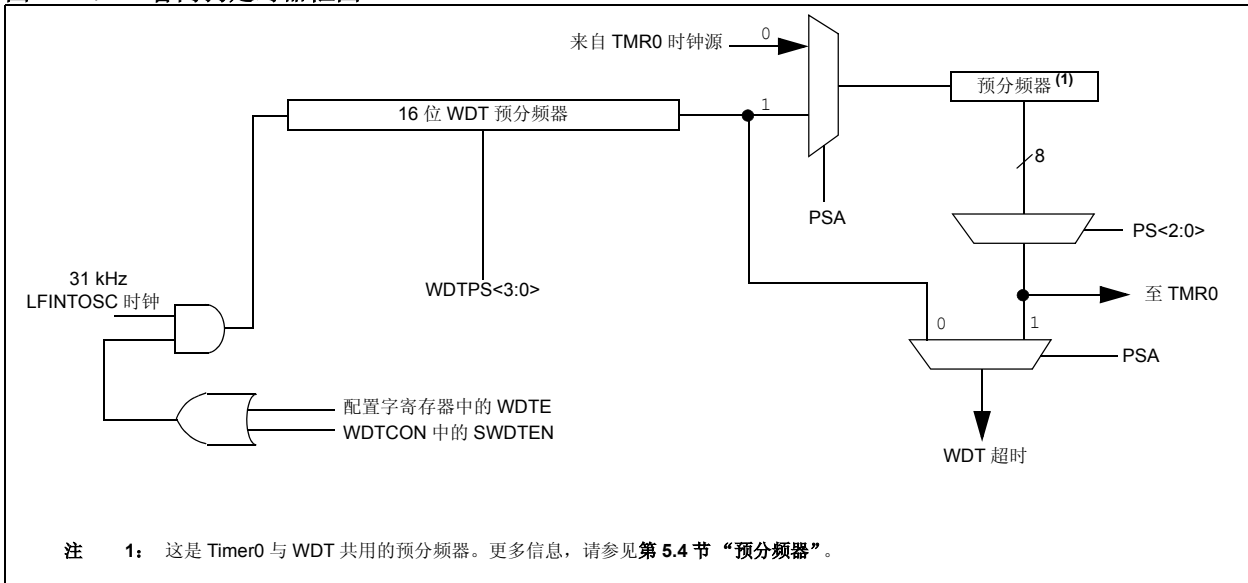 来自 TMR0 时钟源
0
预分频器 (1)
16 位 WDT 预分频器
1
8
PSA
PS<2:0>
31 kHz
LFINTOSC 时钟
WDTPS<3:0>
至 TMR0
0
1
PSA
配置字寄存器中的 WDTE
WDTCON 中的 SWDTEN
WDT 超时
注 1: 这是 Timer0 与 WDT 共用的预分频器。更多信息，请参见第 5.4 节 “预分频器”。